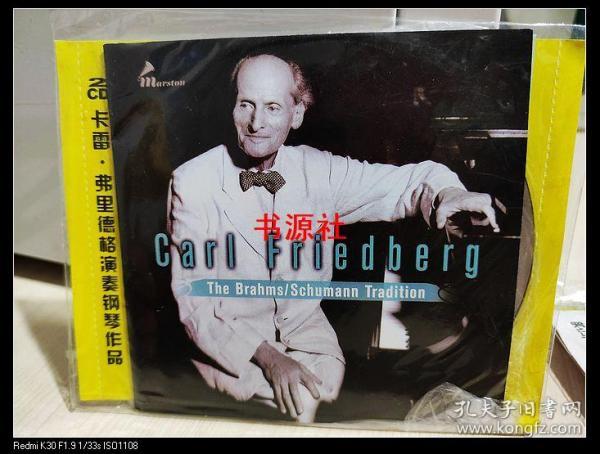 marston
2CD 卡雷·弗里德格演奏钢琴作品
书源社
Carl Friedberg
The Brahms/Schumann Tradition
孔夫子旧书网
www.kongfz.com
Redmi K30 F1.9 1/33s ISO1108